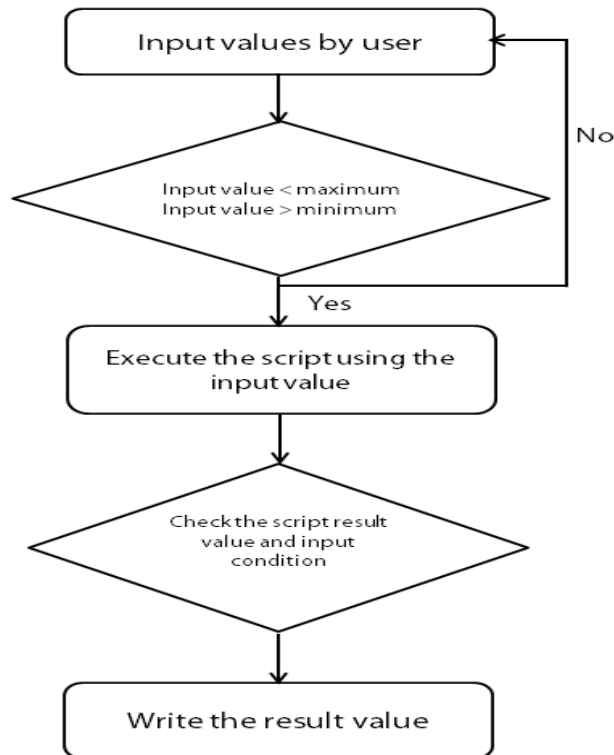 Input values by user
No
Input value < maximum
Input value > minimum
Yes
Execute the script using the
input value
Check the script result
value and input
condition
Write the result value